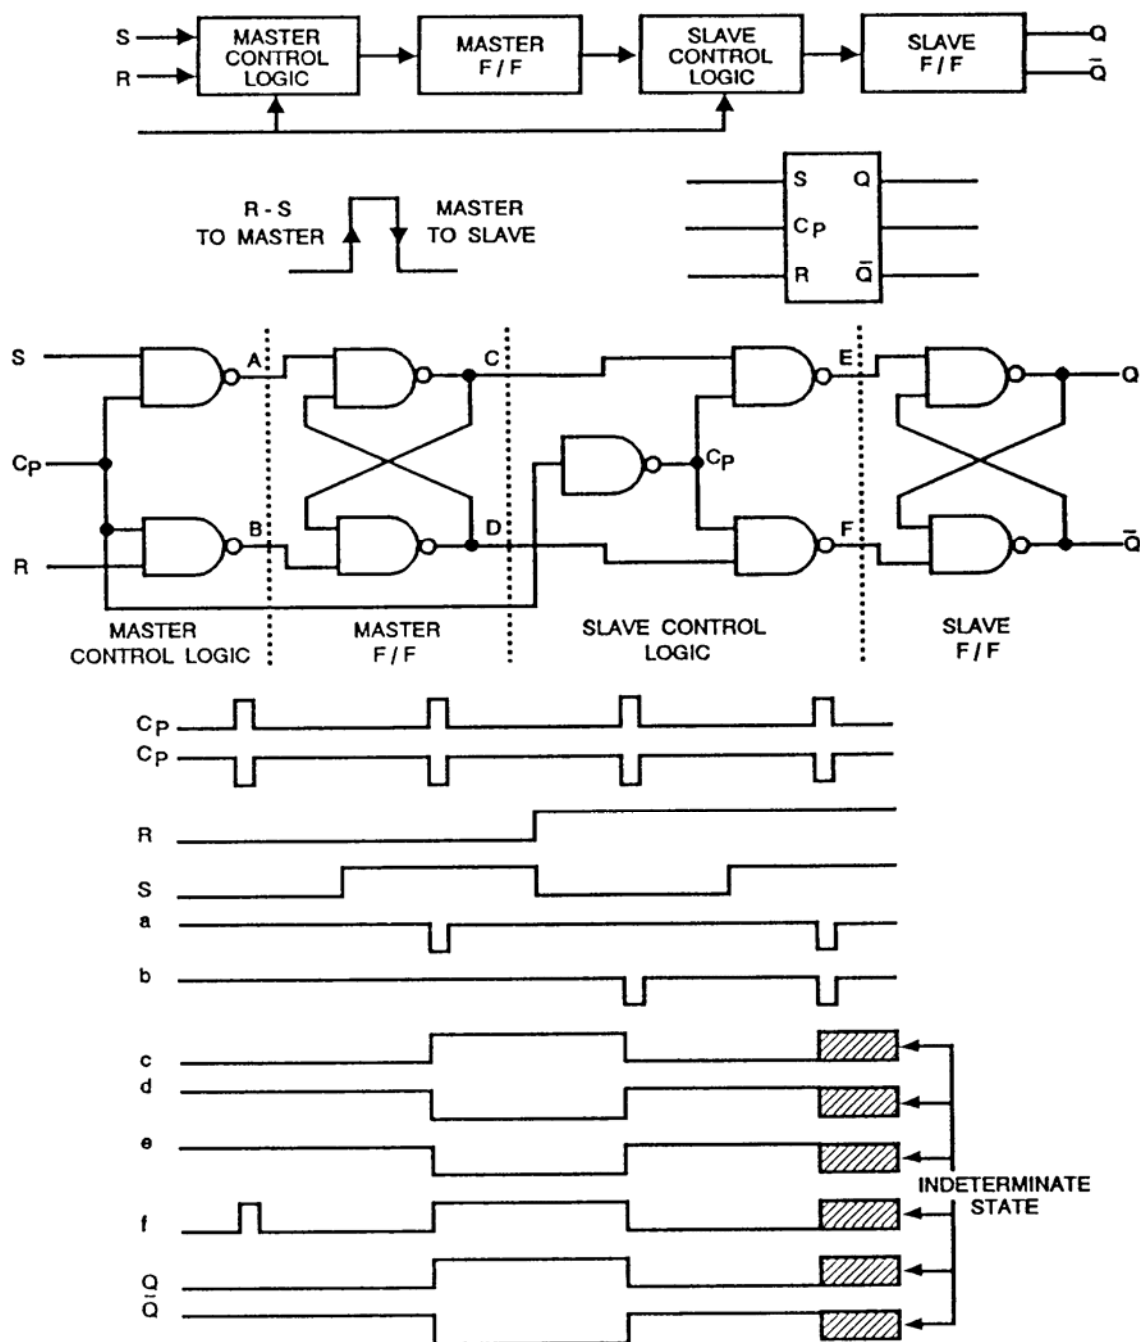 S
R
MASTER
CONTROL
LOGIC
MASTER
F/F
SLAVE
CONTROL
LOGIC
SLAVE
F/F
Q
Q̅
R - S
TO MASTER
MASTER
TO SLAVE
S Q
CP
R Q̅
S
A
C
E
Q
CP
CP
R
B
D
F
Q̅
MASTER
CONTROL LOGIC
MASTER
F/F
SLAVE CONTROL
LOGIC
SLAVE
F/F
CP
CP
R
S
a
b
c
d
e
f
Q
Q̅
INDETERMINATE
STATE